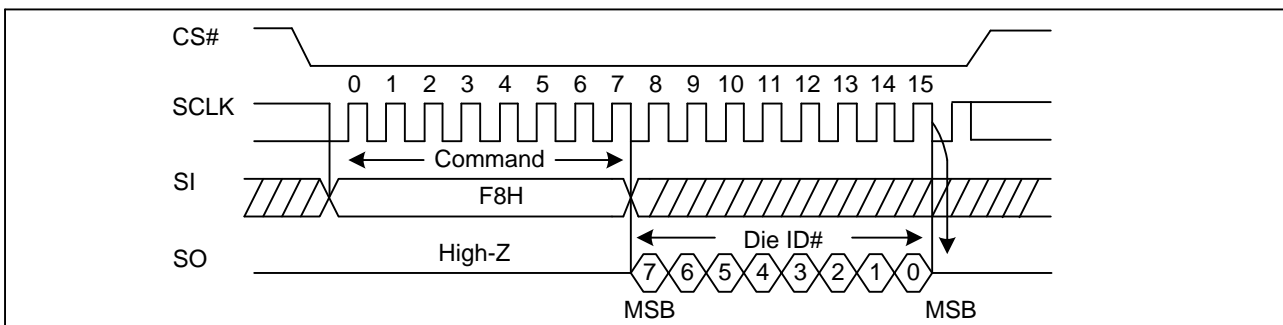 CS#
0 1 2 3 4 5 6 7 8 9 10 11 12 13 14 15
SCLK
Command
SI
F8H
Die ID#
SO
High-Z
7 6 5 4 3 2 1 0
MSB MSB